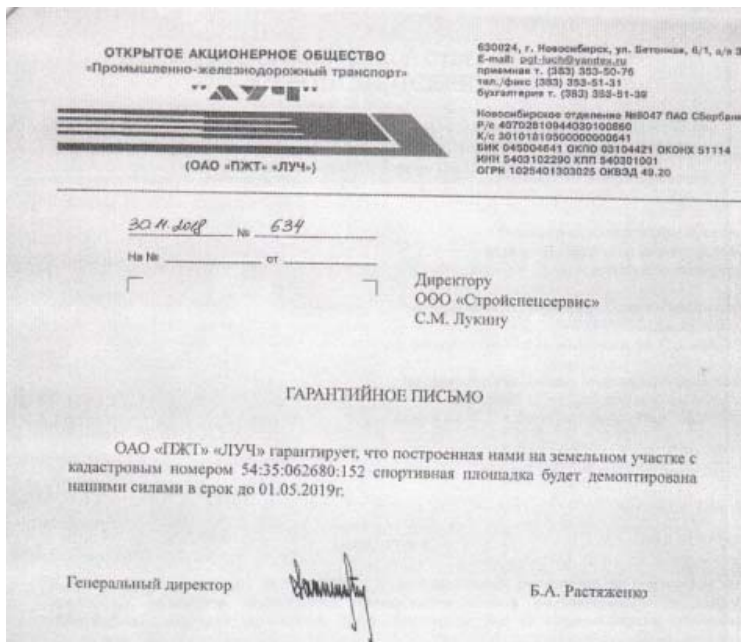 ОТКРЫТОЕ АКЦИОНЕРНОЕ ОБЩЕСТВО
«Промышленно-железнодорожный транспорт»
"ЛУЧ"
(ОАО «ПЖТ» «ЛУЧ»)
630024, г. Новосибирск, ул. Бетонная, 6/1, а/я 3
E-mail: pgt-luch@yandex.ru
приемная т. (383) 353-50-76
тел./факс (383) 353-51-31
бухгалтерия т. (383) 353-51-39
Новосибирское отделение №8047 ПАО Сбербанк
Р/с 40702810944030100860
К/с 30101810500000000641
БИК 045004641 ОКПО 03104421 ОКОНХ 51114
ИНН 5403102290 КПП 540301001
ОГРН 1025401303025 ОКВЭД 49.20
30.11.2018 № 634
На № от
Директору
ООО «Стройспецсервис»
С.М. Лукину
ГАРАНТИЙНОЕ ПИСЬМО
ОАО «ПЖТ» «ЛУЧ» гарантирует, что построенная нами на земельном участке с
кадастровым номером 54:35:062680:152 спортивная площадка будет демонтирована
нашими силами в срок до 01.05.2019г.
Генеральный директор
Б.А. Растяженко